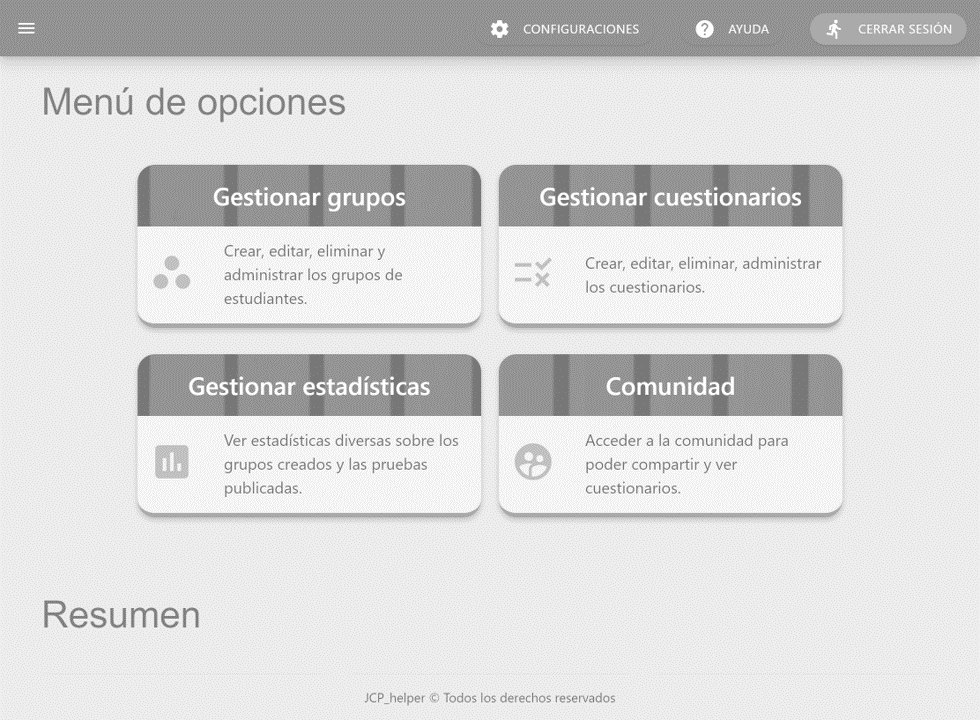 CONFIGURACIONES AYUDA CERRAR SESIÓN
Menú de opciones
Gestionar grupos
Crear, editar, eliminar y
administrar los grupos de
estudiantes.
Gestionar cuestionarios
Crear, editar, eliminar, administrar
los cuestionarios.
Gestionar estadísticas
Ver estadísticas diversas sobre los
grupos creados y las pruebas
publicadas.
Comunidad
Acceder a la comunidad para
poder compartir y ver
cuestionarios.
Resumen
JCP_helper © Todos los derechos reservados